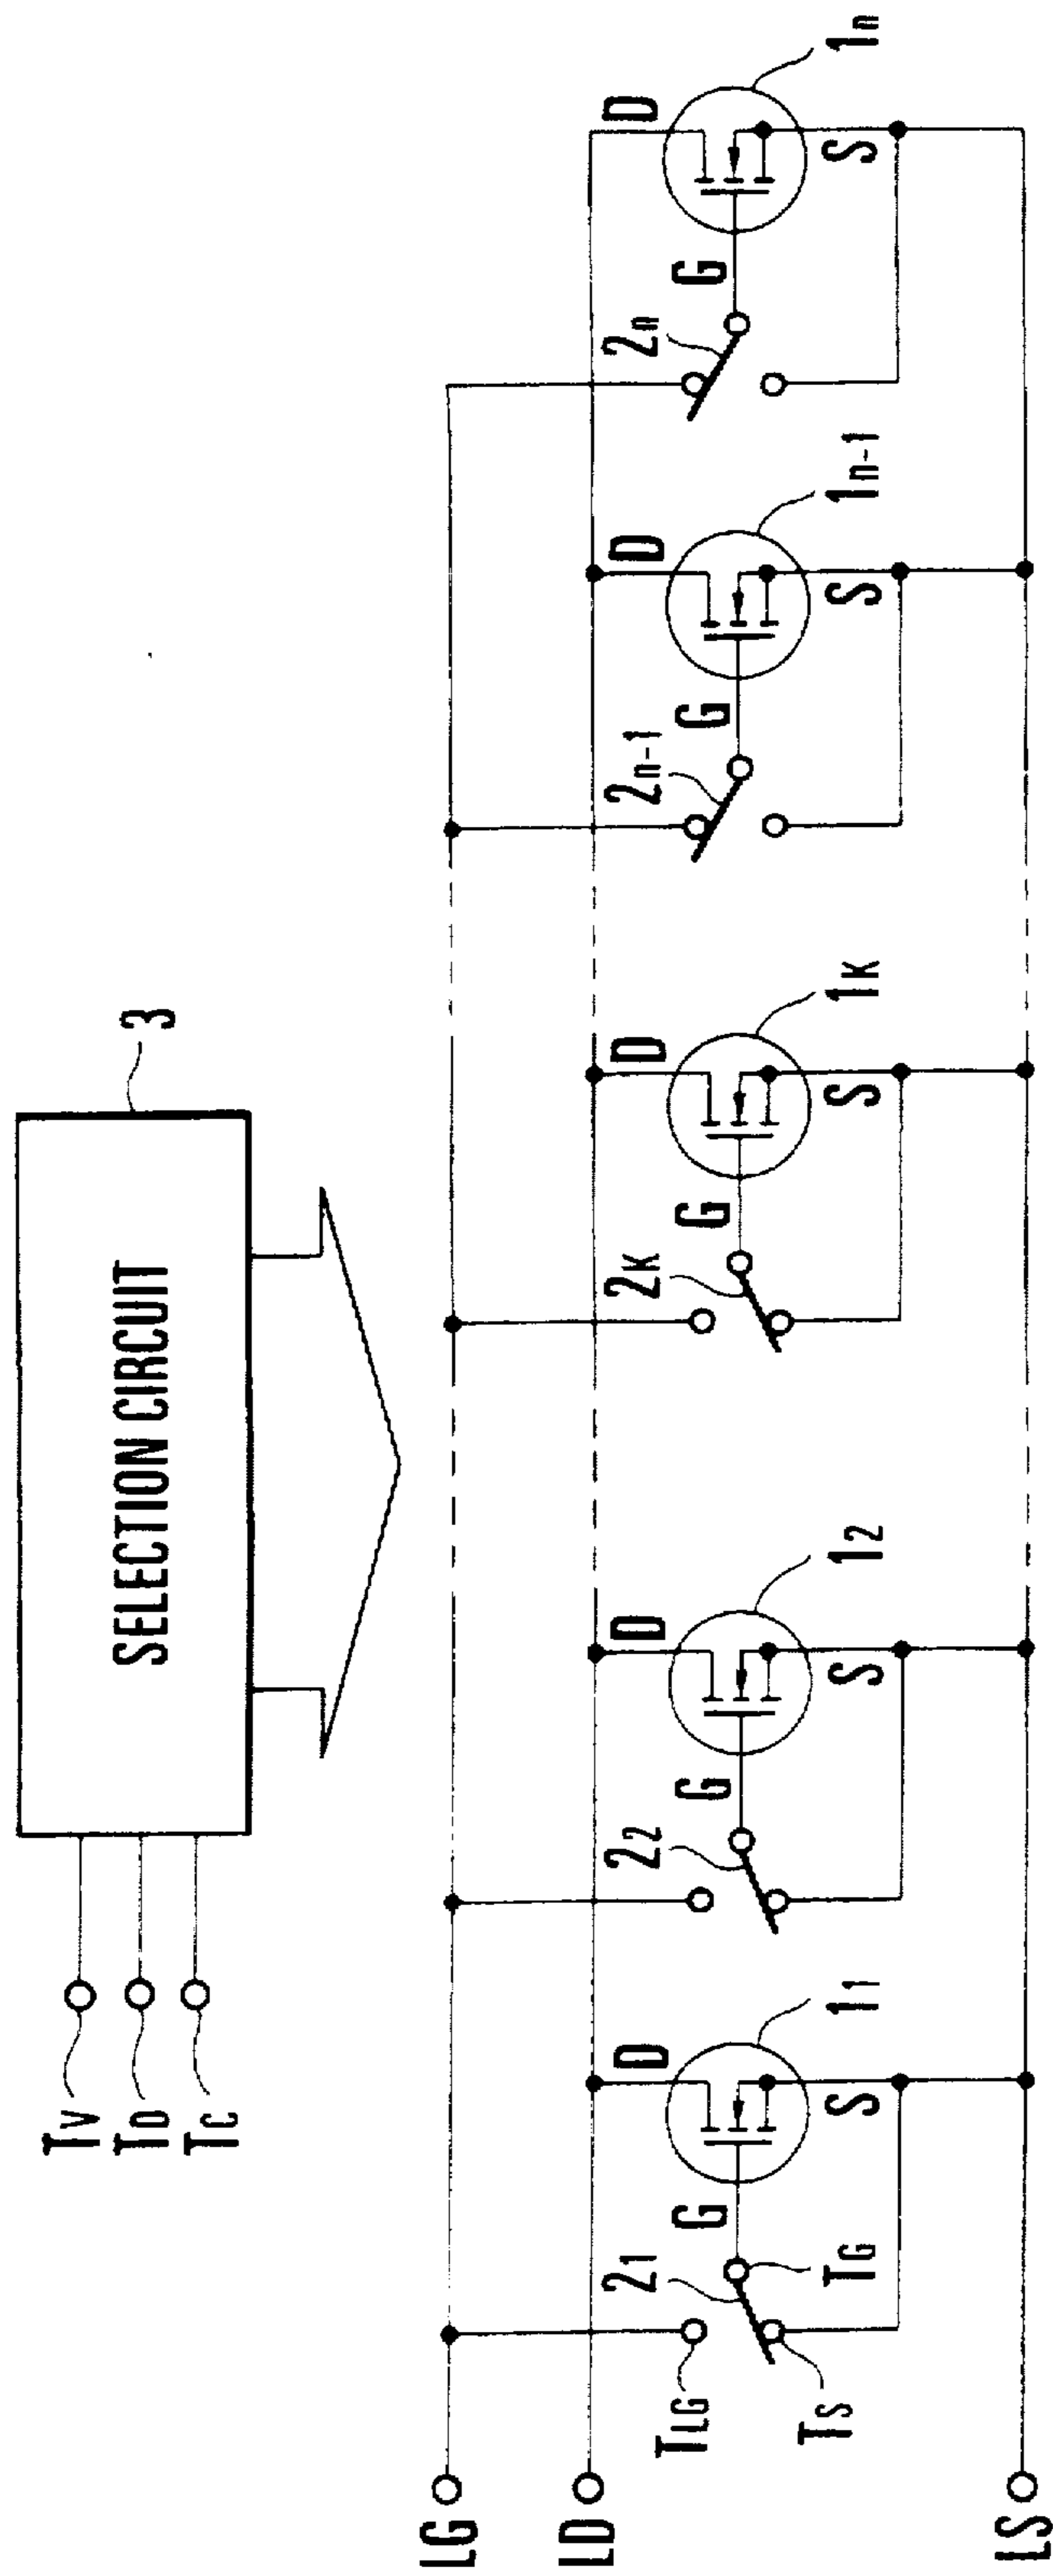 SELECTION CIRCUIT
3
TV
TD
TC
LG
LD
LS
TLG
TS
TG
21
G
D
S
11
22
G
D
S
12
2K
G
D
S
1K
2n-1
G
D
S
1n-1
2n
G
D
S
1n